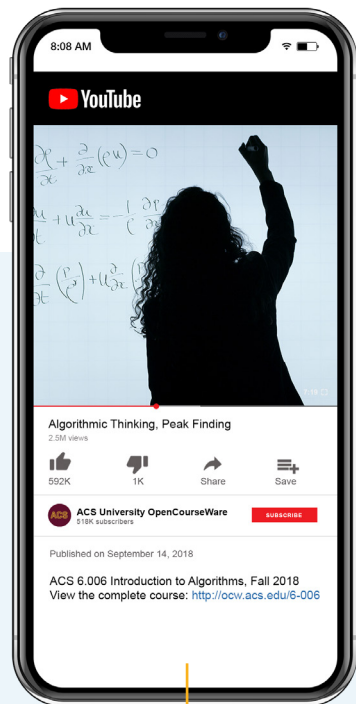 8:08 AM
YouTube
∂ρ/∂t + ∂/∂x (ρu) = 0
Algorithmic Thinking, Peak Finding
2.5M views
592K 1K Share Save
ACS ACS University OpenCourseWare
518K subscribers
SUBSCRIBE
Published on September 14, 2018
ACS 6.006 Introduction to Algorithms, Fall 2018
View the complete course: http://ocw.acs.edu/6-006